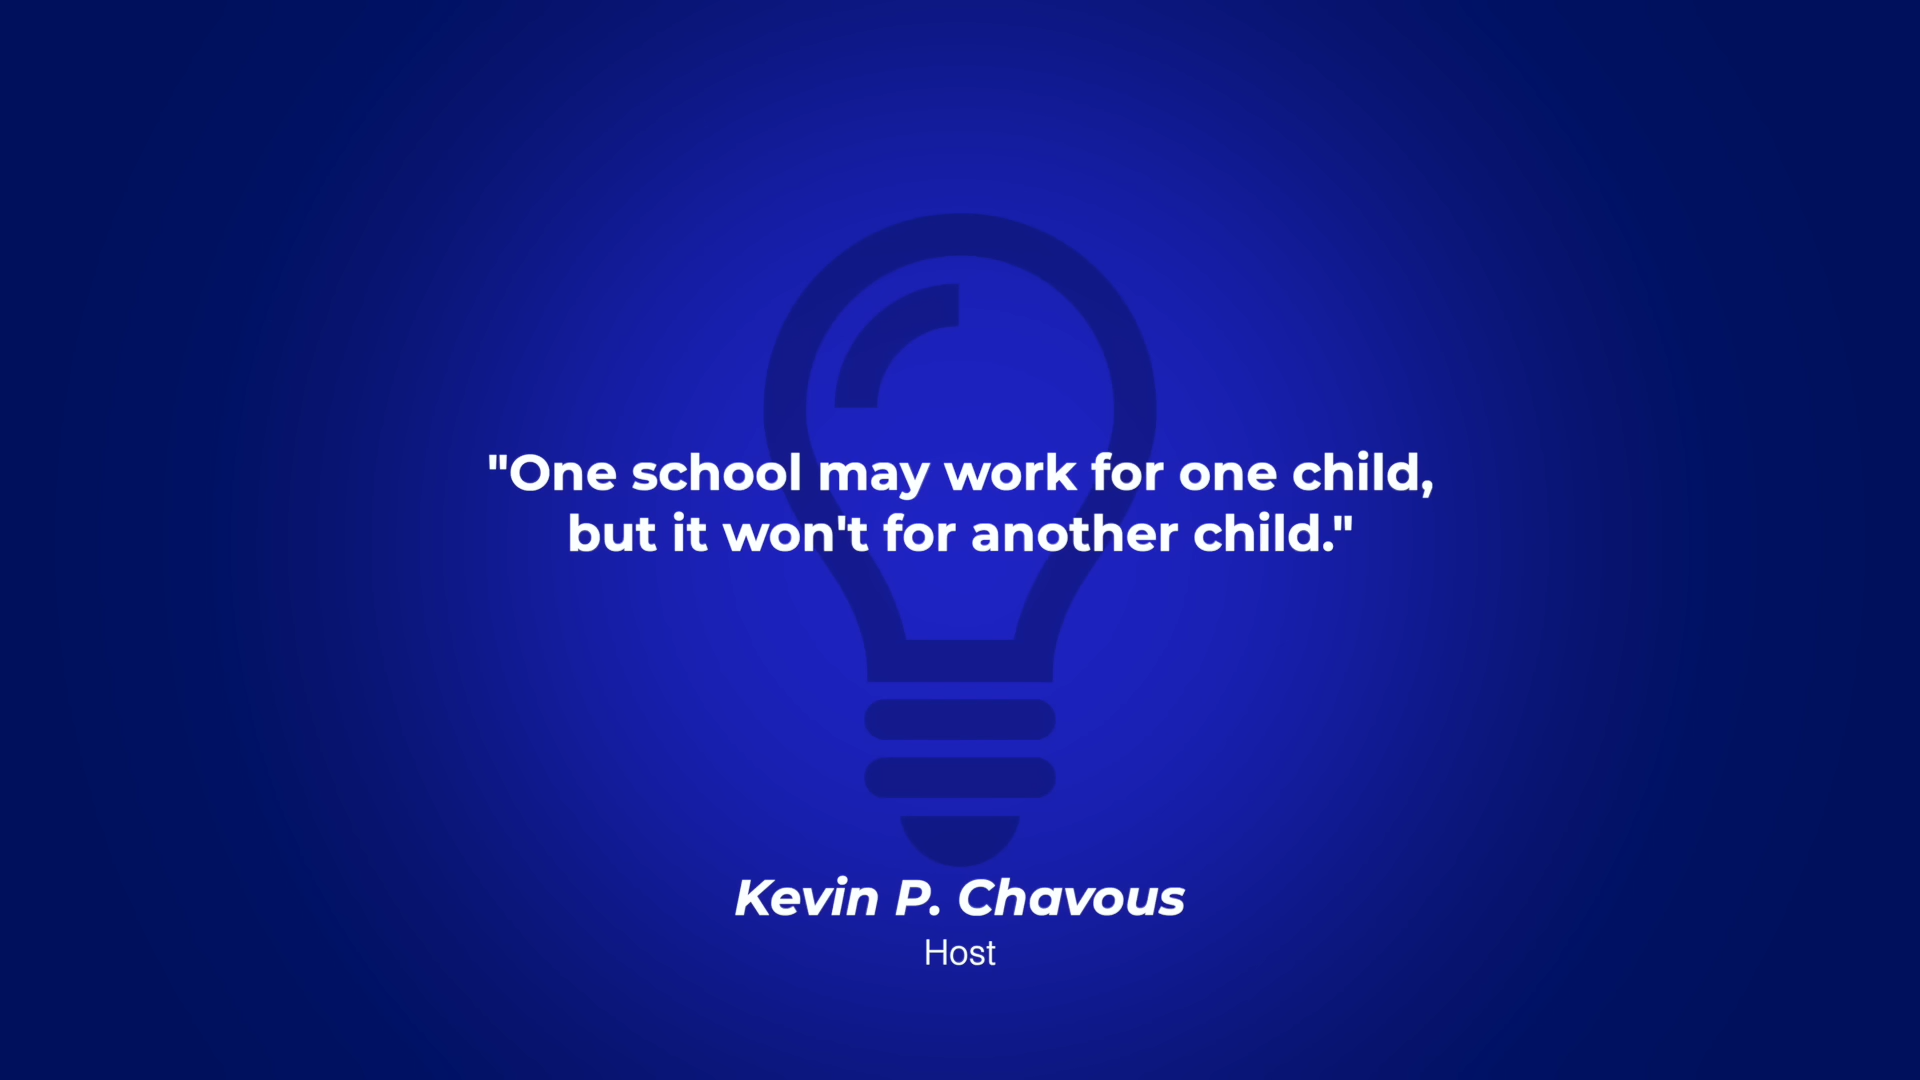 "One school may work for one child,
but it won't for another child."
Kevin P. Chavous
Host